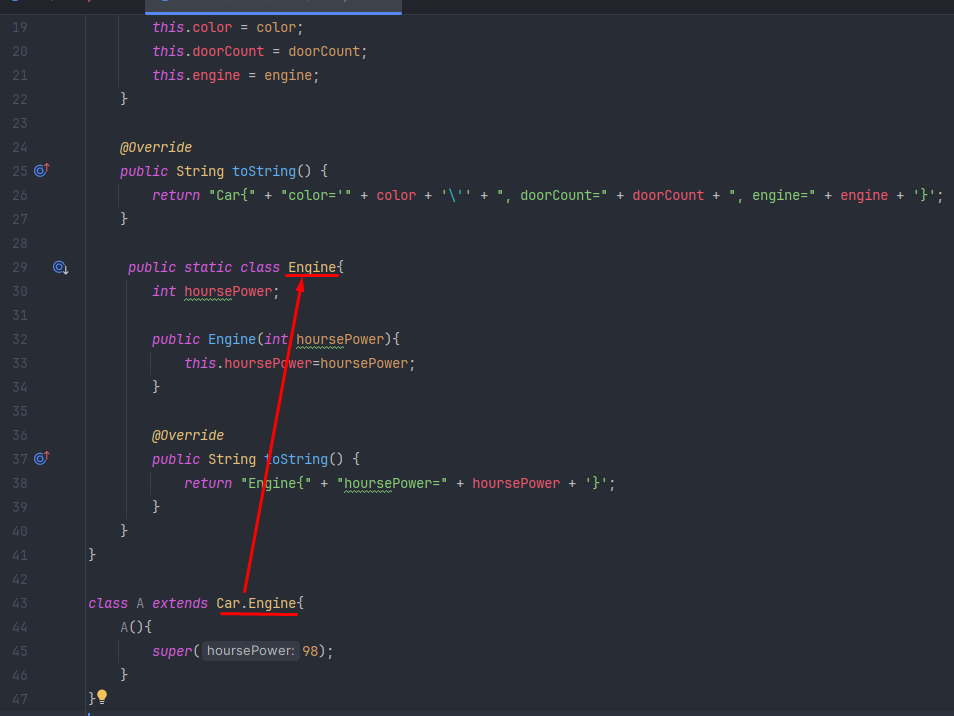 19 this.color = color;
20 this.doorCount = doorCount;
21 this.engine = engine;
22 }
23
24 @Override
25 public String toString() {
26 return "Car{" + "color='" + color + '\'' + ", doorCount=" + doorCount + ", engine=" + engine + '}';
27 }
28
29 public static class Engine{
30 int hoursePower;
31
32 public Engine(int hoursePower){
33 this.hoursePower=hoursePower;
34 }
35
36 @Override
37 public String toString() {
38 return "Engine{" + "hoursePower=" + hoursePower + '}';
39 }
40 }
41 }
42
43 class A extends Car.Engine{
44 A(){
45 super( hoursePower: 98);
46 }
47 }